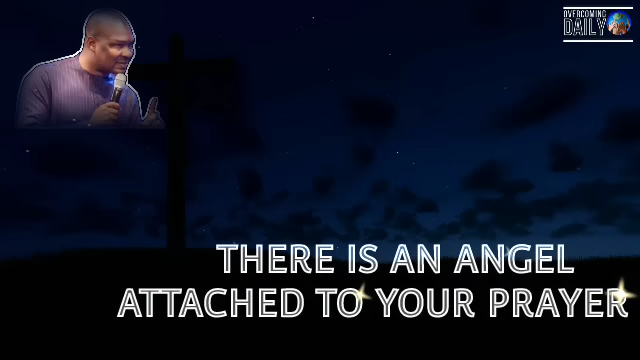 OVERCOMING
DAILY
THERE IS AN ANGEL
ATTACHED TO YOUR PRAYER